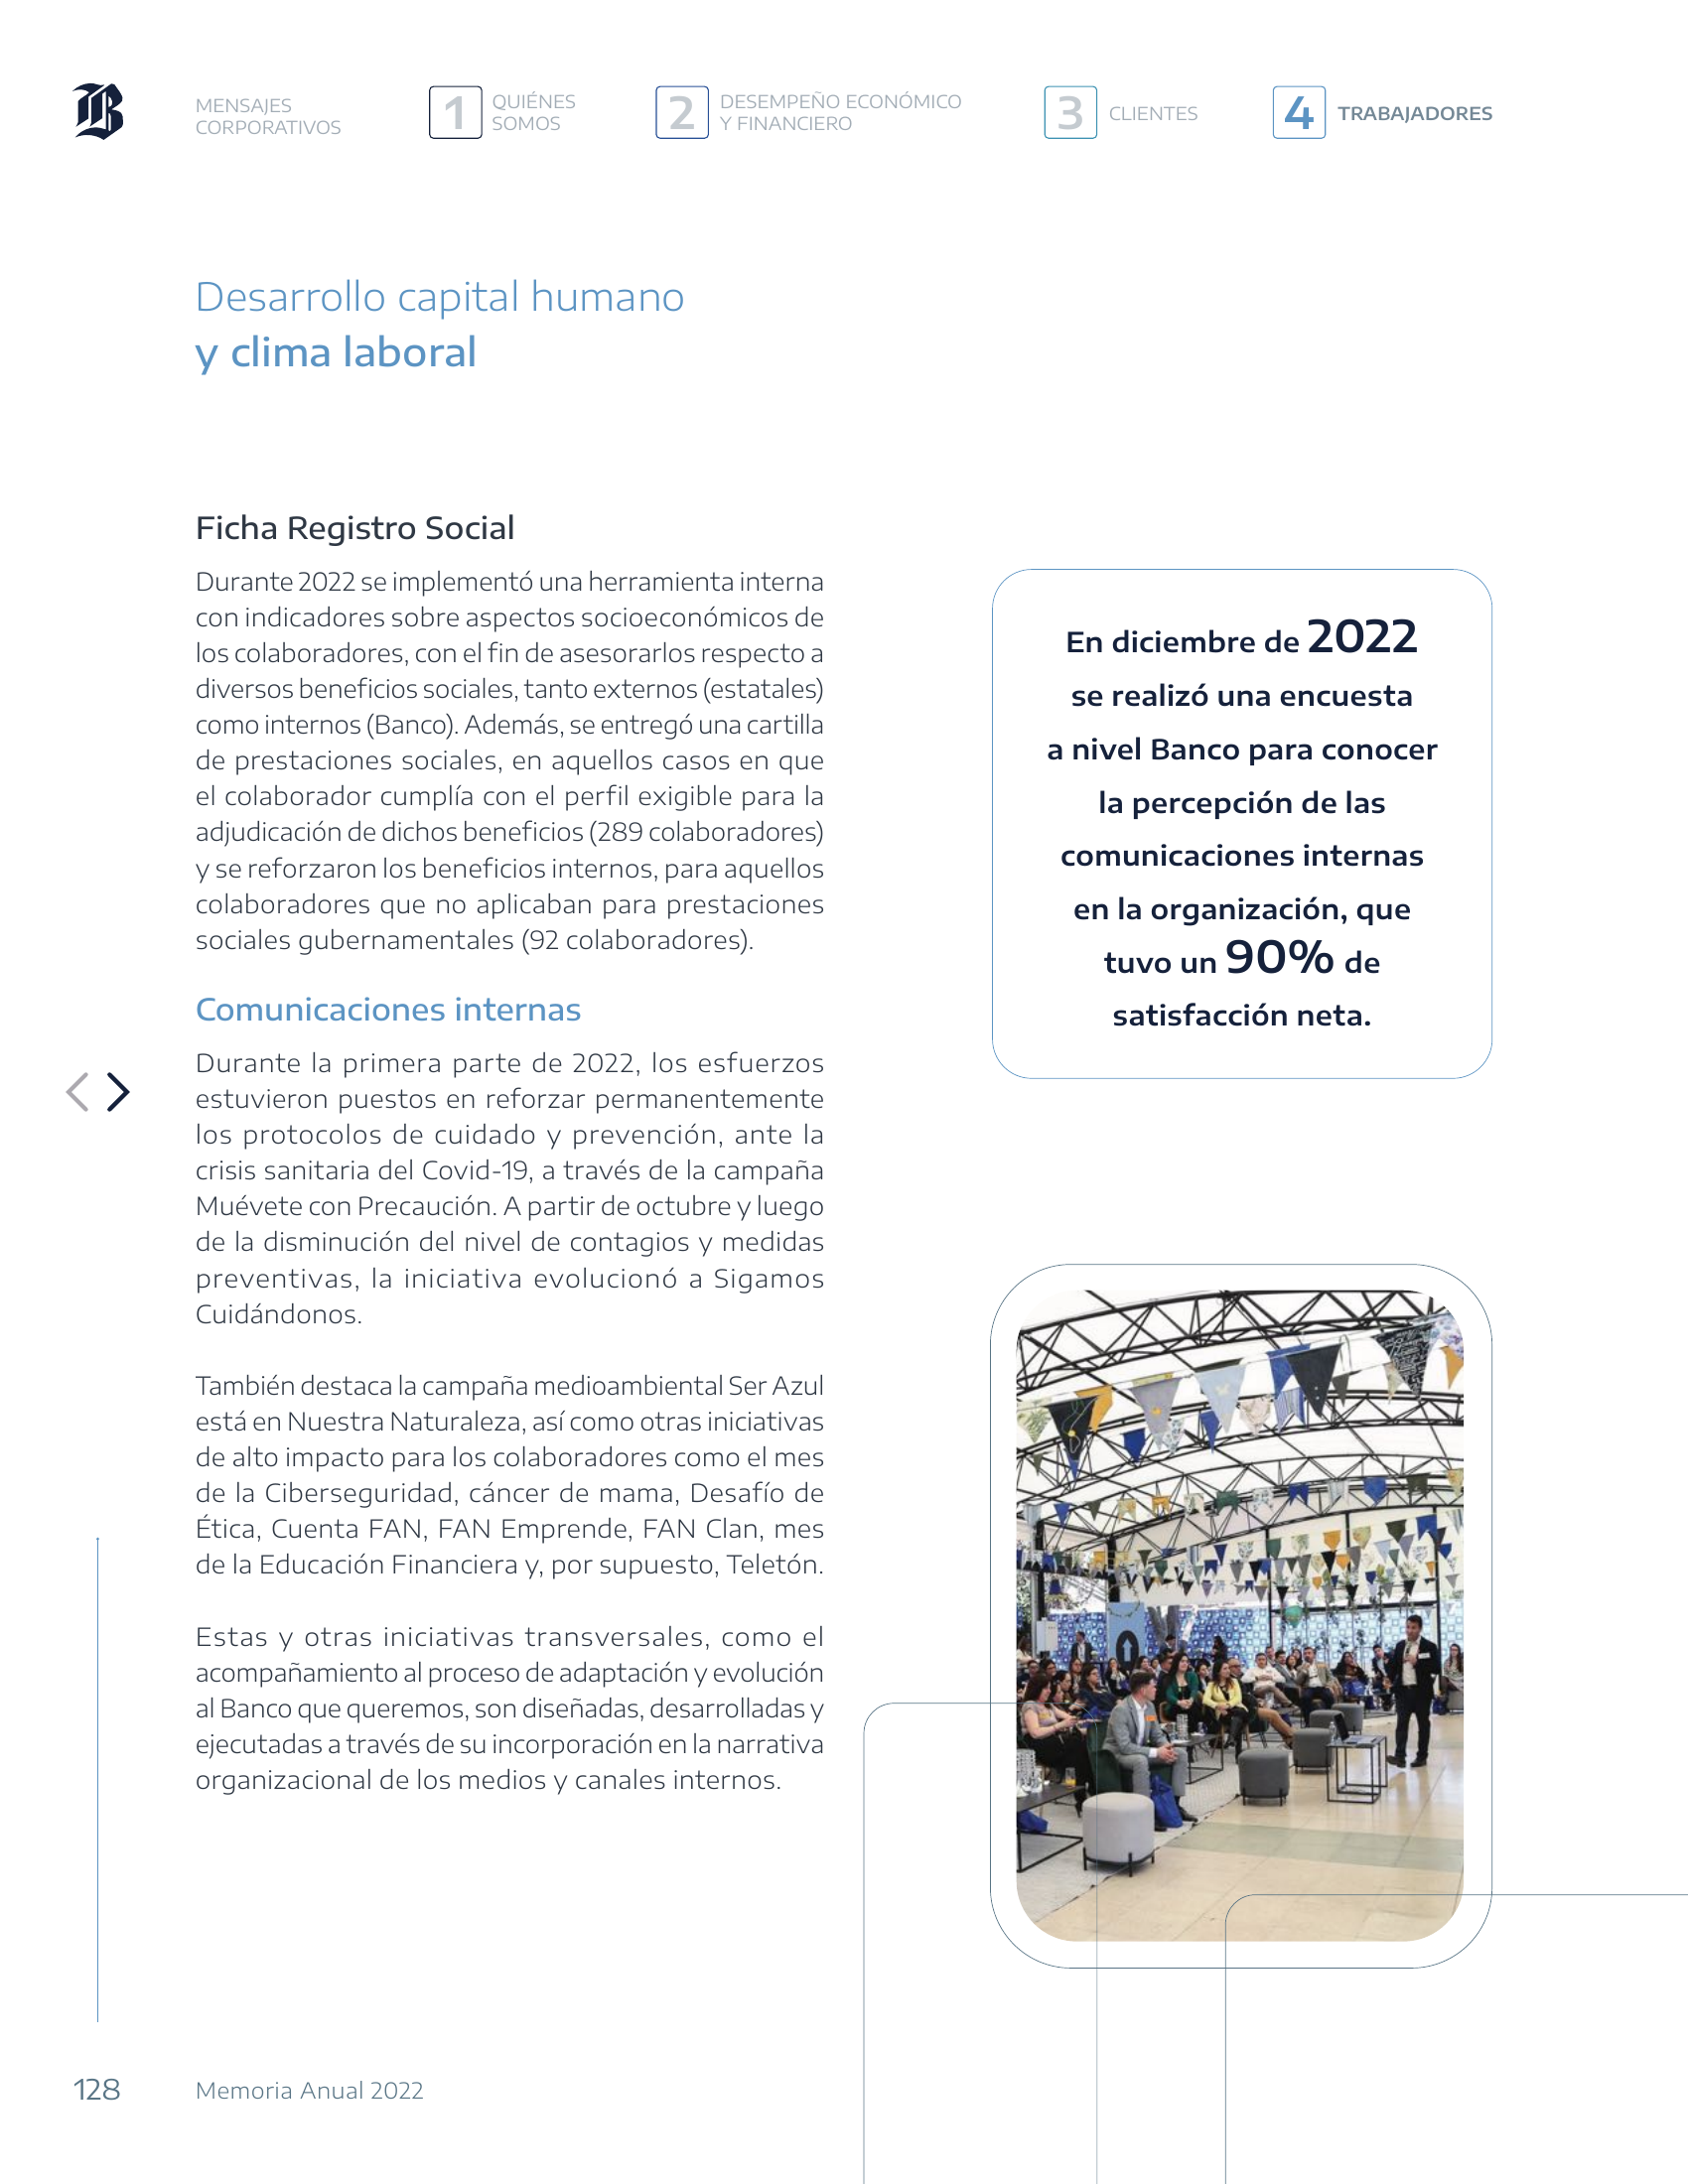 MENSAJES
CORPORATIVOS
1
QUIÉNES
SOMOS
2
DESEMPEÑO ECONÓMICO
Y FINANCIERO
3
CLIENTES
4
TRABAJADORES
Desarrollo capital humano
y clima laboral
Ficha Registro Social
Durante 2022 se implementó una herramienta interna
con indicadores sobre aspectos socioeconómicos de
los colaboradores, con el fin de asesorarlos respecto a
diversos beneficios sociales, tanto externos (estatales)
como internos (Banco). Además, se entregó una cartilla
de prestaciones sociales, en aquellos casos en que
el colaborador cumplía con el perfil exigible para la
adjudicación de dichos beneficios (289 colaboradores)
y se reforzaron los beneficios internos, para aquellos
colaboradores que no aplicaban para prestaciones
sociales gubernamentales (92 colaboradores).
Comunicaciones internas
Durante la primera parte de 2022, los esfuerzos
estuvieron puestos en reforzar permanentemente
los protocolos de cuidado y prevención, ante la
crisis sanitaria del Covid-19, a través de la campaña
Muévete con Precaución. A partir de octubre y luego
de la disminución del nivel de contagios y medidas
preventivas, la iniciativa evolucionó a Sigamos
Cuidándonos.
También destaca la campaña medioambiental Ser Azul
está en Nuestra Naturaleza, así como otras iniciativas
de alto impacto para los colaboradores como el mes
de la Ciberseguridad, cáncer de mama, Desafío de
Ética, Cuenta FAN, FAN Emprende, FAN Clan, mes
de la Educación Financiera y, por supuesto, Teletón.
Estas y otras iniciativas transversales, como el
acompañamiento al proceso de adaptación y evolución
al Banco que queremos, son diseñadas, desarrolladas y
ejecutadas a través de su incorporación en la narrativa
organizacional de los medios y canales internos.
En diciembre de 2022
se realizó una encuesta
a nivel Banco para conocer
la percepción de las
comunicaciones internas
en la organización, que
tuvo un 90% de
satisfacción neta.
128
Memoria Anual 2022